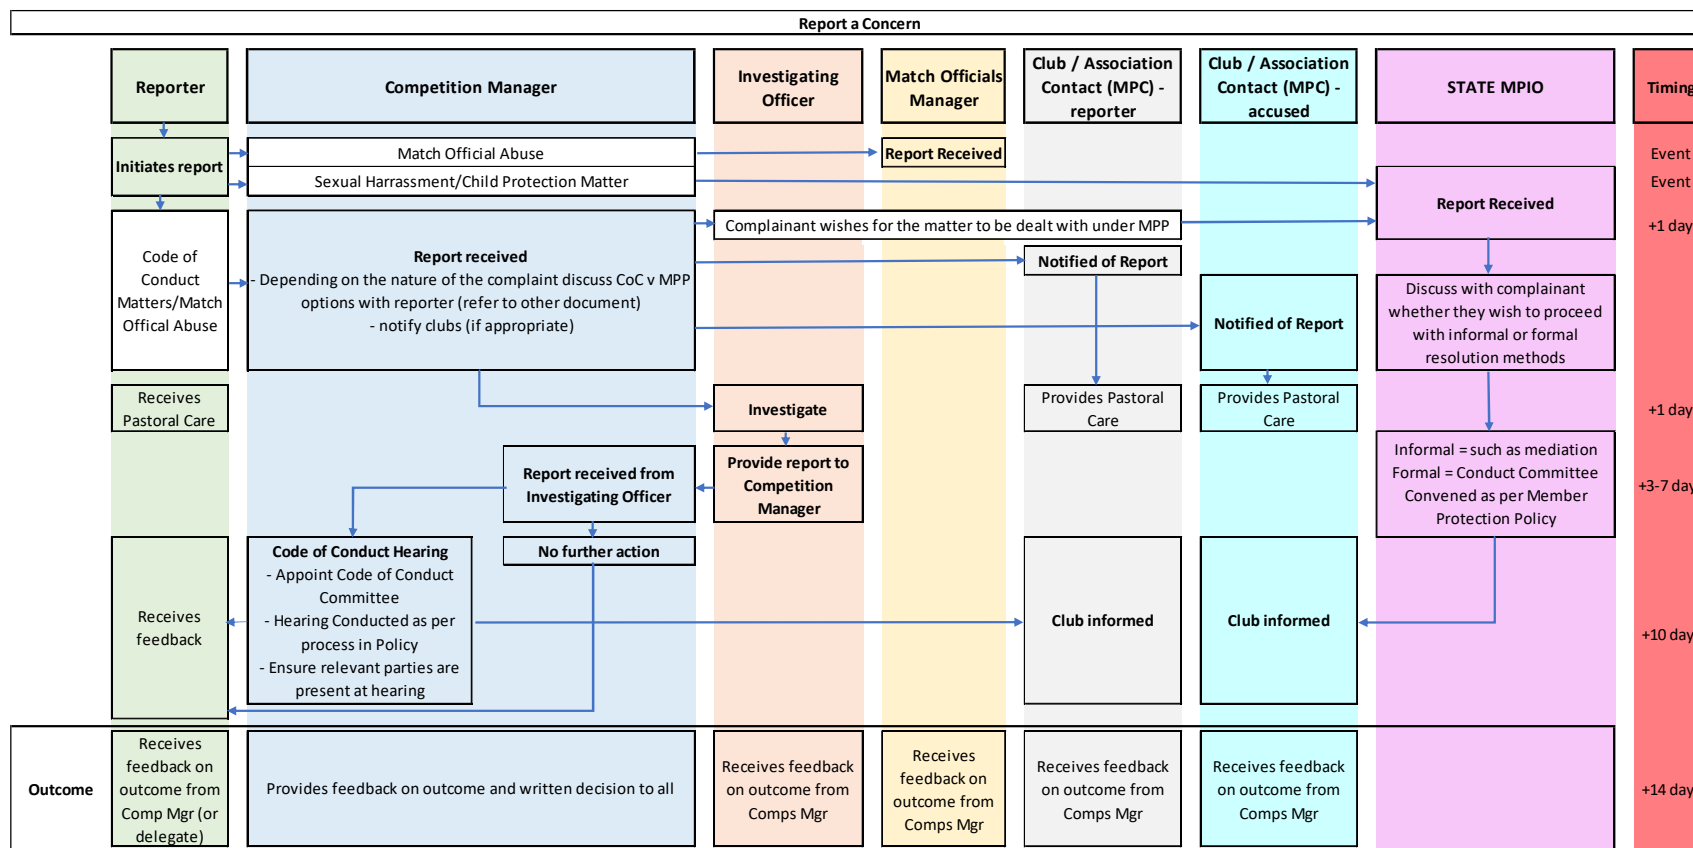 Report a Concern
Reporter
Competition Manager
Investigating
Officer
Match Officials
Manager
Club / Association
Contact (MPC) -
reporter
Club / Association
Contact (MPC) -
accused
STATE MPIO
Timing
Initiates report
Match Official Abuse
Report Received
Event
Sexual Harrassment/Child Protection Matter
Event
Report Received
Code of
Conduct
Matters/Match
Offical Abuse
Report received
- Depending on the nature of the complaint discuss CoC v MPP
options with reporter (refer to other document)
- notify clubs (if appropriate)
Complainant wishes for the matter to be dealt with under MPP
+1 day
Notified of Report
Notified of Report
Discuss with complainant
whether they wish to proceed
with informal or formal
resolution methods
Receives
Pastoral Care
Investigate
Provides Pastoral
Care
Provides Pastoral
Care
+1 day
Report received from
Investigating Officer
Provide report to
Competition
Manager
Informal = such as mediation
Formal = Conduct Committee
Convened as per Member
Protection Policy
+3-7 day
Receives
feedback
Code of Conduct Hearing
- Appoint Code of Conduct
Committee
- Hearing Conducted as per
process in Policy
- Ensure relevant parties are
present at hearing
No further action
Club informed
Club informed
+10 day
Outcome
Receives
feedback on
outcome from
Comp Mgr (or
delegate)
Provides feedback on outcome and written decision to all
Receives feedback
on outcome from
Comps Mgr
Receives
feedback on
outcome from
Comps Mgr
Receives feedback
on outcome from
Comps Mgr
Receives feedback
on outcome from
Comps Mgr
+14 day